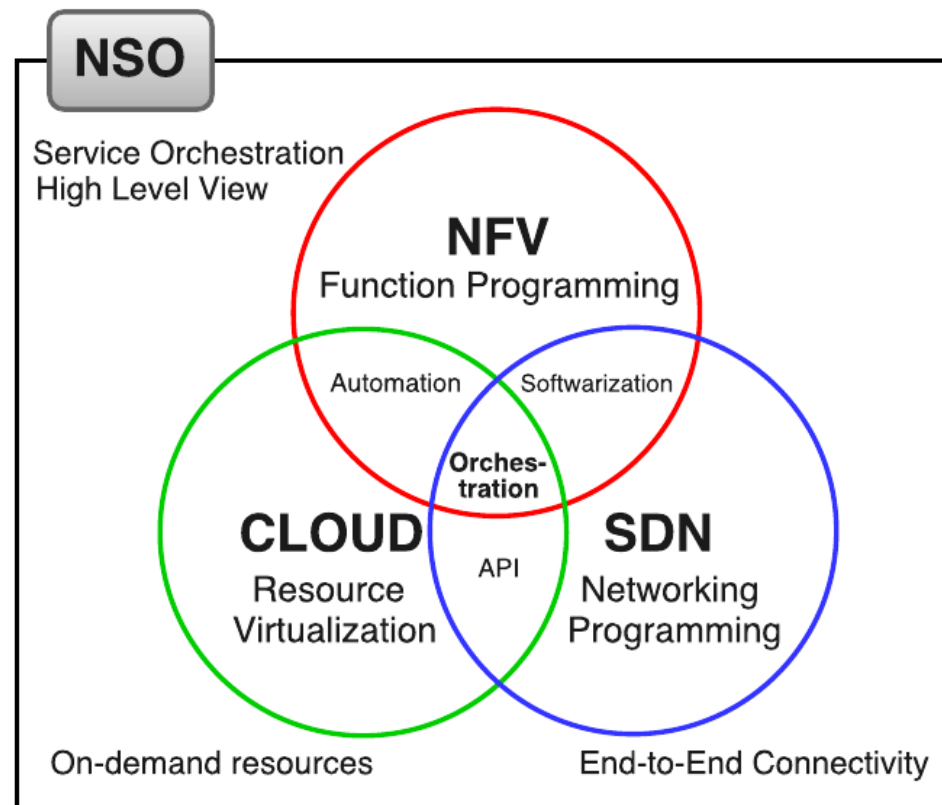 NSO
Service Orchestration
High Level View
NFV
Function Programming
Automation
Softwarization
Orches-
tration
CLOUD
SDN
API
Resource
Virtualization
Networking
Programming
On-demand resources
End-to-End Connectivity